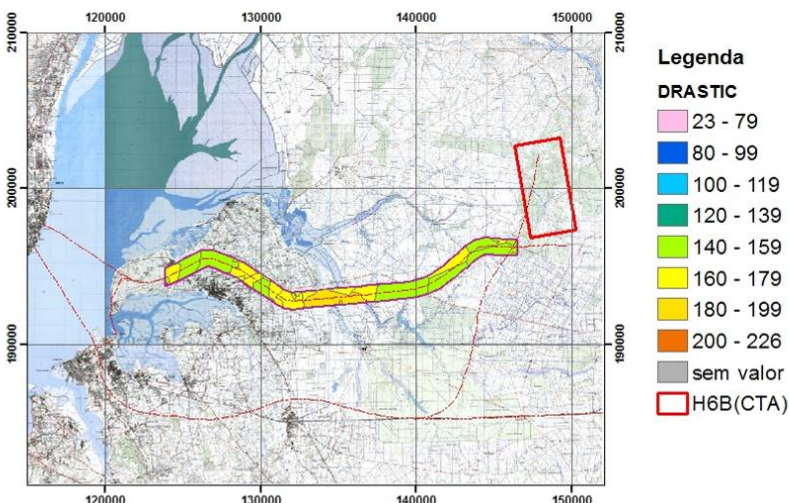 120000 130000 140000 150000
210000 210000
200000 200000
190000 190000
120000 130000 140000 150000
Legenda
DRASTIC
23 - 79
80 - 99
100 - 119
120 - 139
140 - 159
160 - 179
180 - 199
200 - 226
sem valor
H6B(CTA)